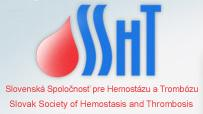 SSHT
Slovenská Spoločnosť pre Hemostázu a Trombózu
Slovak Society of Hemostasis and Thrombosis